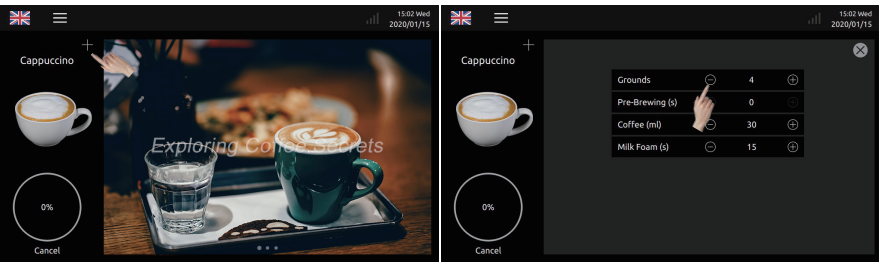 15:02 Wed
2020/01/15
Cappuccino
Exploring Coffee Secrets
0%
Cancel
15:02 Wed
2020/01/15
Cappuccino
Grounds 4
Pre-Brewing (s) 0
Coffee (ml) 30
Milk Foam (s) 15
0%
Cancel